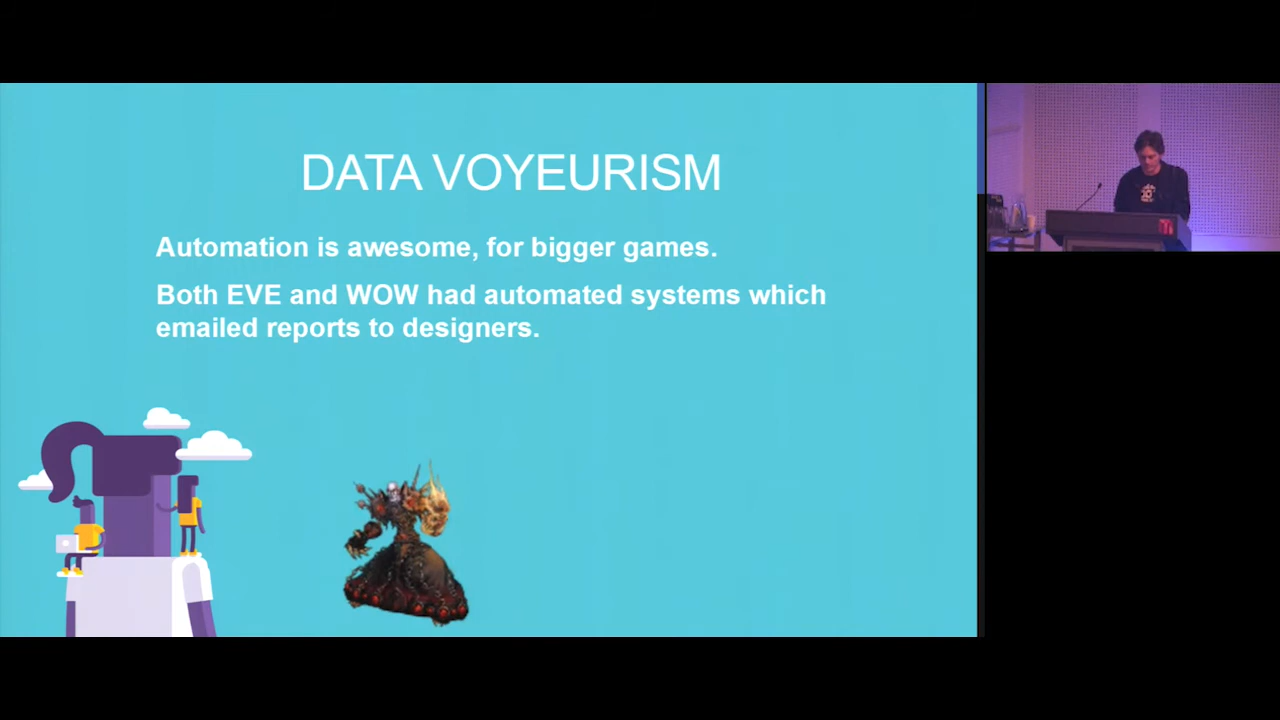 DATA VOYEURISM
Automation is awesome, for bigger games.
Both EVE and WOW had automated systems which
emailed reports to designers.